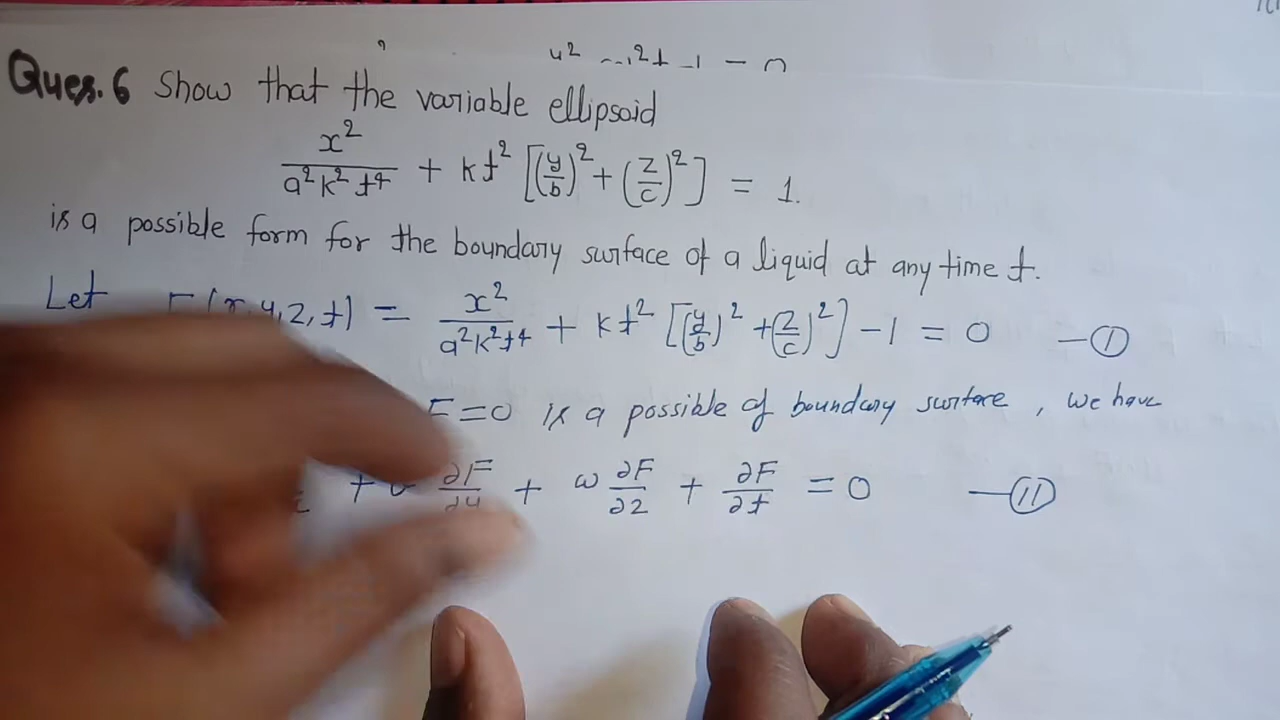 Ques.6 Show that the variable ellipsoid
x²/a²k²t⁴ + kt² [(y/b)² + (z/c)²] = 1.
is a possible form for the boundary surface of a liquid at any time t.
Let (x,y,z,t) = x²/a²k²t⁴ + kt² [(y/b)² + (z/c)²] - 1 = 0 —(I)
F=0 is a possible of boundary surface, we have
+ ∂F/∂y + w ∂F/∂z + ∂F/∂t = 0 —(II)